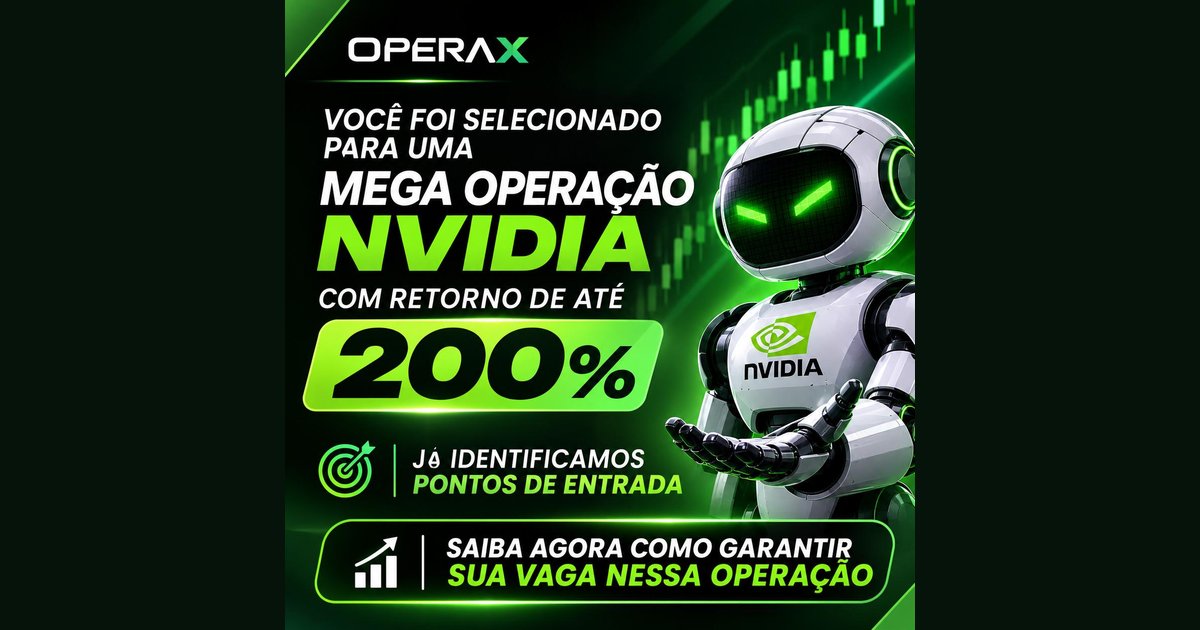 OPERAX
VOCÊ FOI SELECIONADO
PARA UMA
MEGA OPERAÇÃO
NVIDIA
COM RETORNO DE ATÉ
200%
NVIDIA
JÁ IDENTIFICAMOS
PONTOS DE ENTRADA
SAIBA AGORA COMO GARANTIR
SUA VAGA NESSA OPERAÇÃO